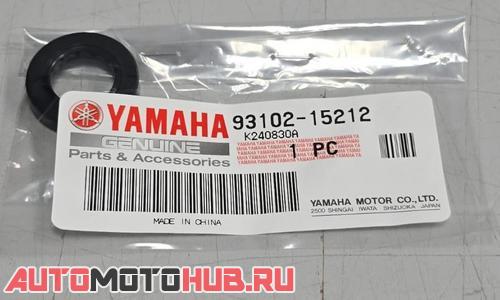 YAMAHA
GENUINE
Parts & Accessories
93102-15212
K240830A
1 PC
MADE IN CHINA
YAMAHA MOTOR CO.,LTD.
2500 SHINGAI IWATA SHIZUOKA JAPAN
AUTOMOTOHUB.RU